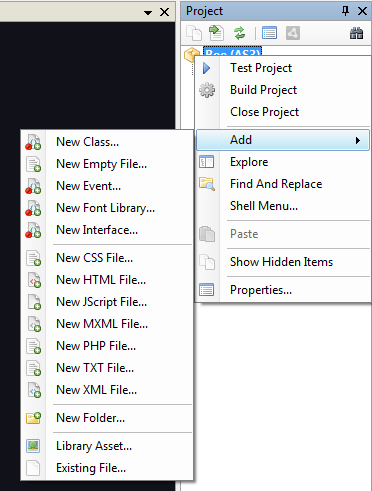 Project
Test Project
Build Project
Close Project
Add
Explore
Find And Replace
Shell Menu...
Paste
Show Hidden Items
Properties...
New Class...
New Empty File...
New Event...
New Font Library...
New Interface...
New CSS File...
New HTML File...
New JScript File...
New MXML File...
New PHP File...
New TXT File...
New XML File...
New Folder...
Library Asset...
Existing File...